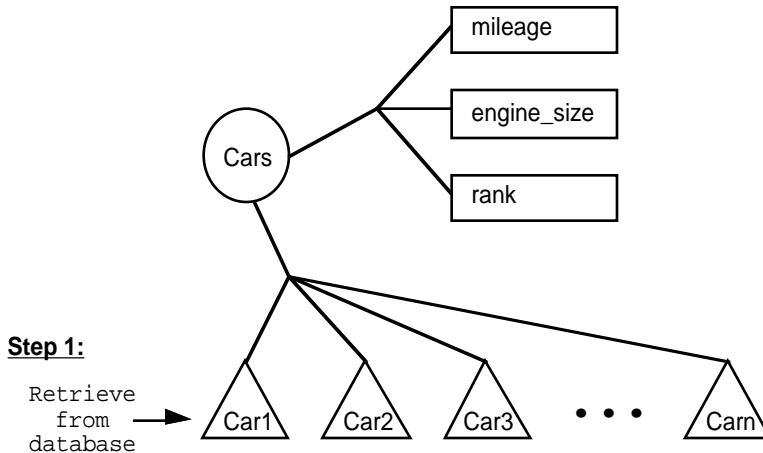 mileage
Cars
engine_size
rank
Step 1:
Retrieve
from
database
Car1
Car2
Car3
Carn